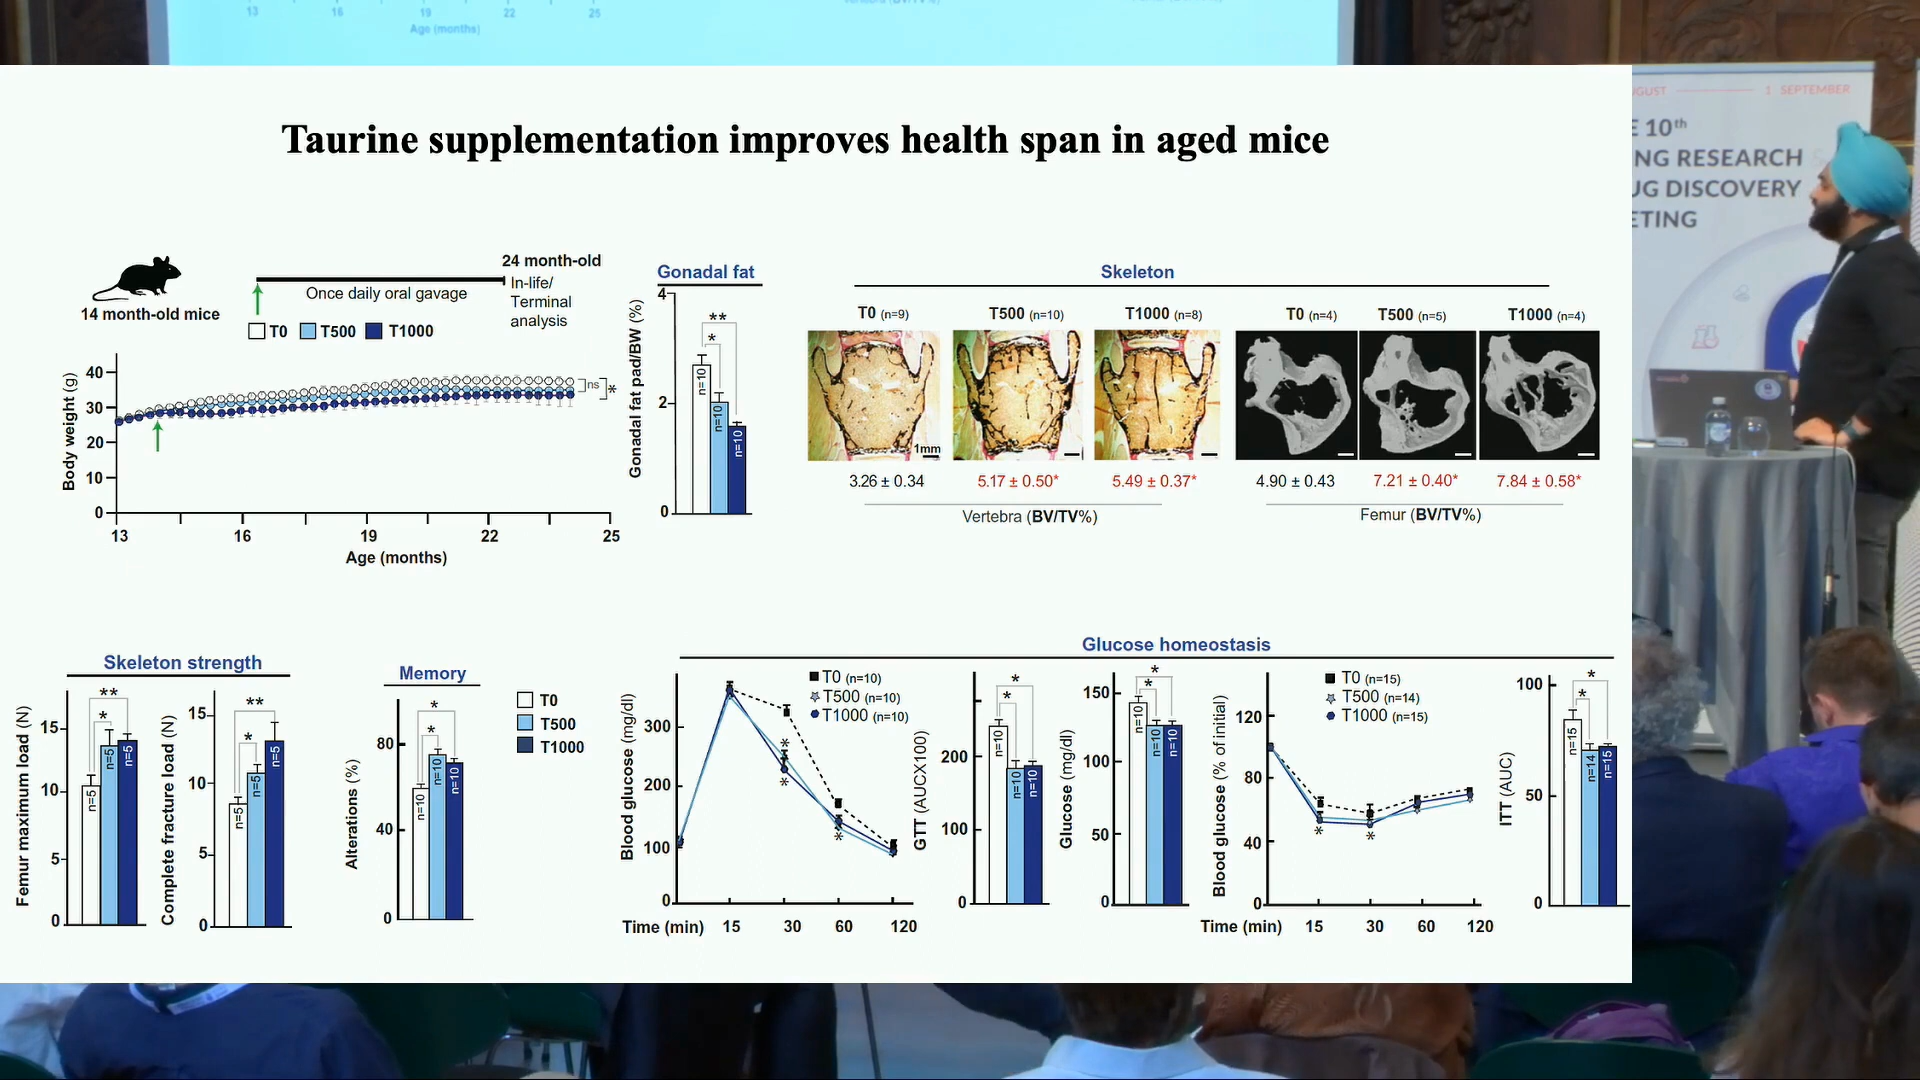 13 16 19 22 25
Age (months)
Taurine supplementation improves health span in aged mice
14 month-old mice
Once daily oral gavage
24 month-old
In-life/
Terminal
analysis
T0 T500 T1000
Body weight (g)
40
30
20
10
0
ns
*
13 16 19 22 25
Age (months)
Gonadal fat
Gonadal fat pad/BW (%)
4
2
0
**
*
n=10
n=10
n=10
Skeleton
T0 (n=9) T500 (n=10) T1000 (n=8) T0 (n=4) T500 (n=5) T1000 (n=4)
1mm
3.26 ± 0.34 5.17 ± 0.50* 5.49 ± 0.37* 4.90 ± 0.43 7.21 ± 0.40* 7.84 ± 0.58*
Vertebra (BV/TV%) Femur (BV/TV%)
Skeleton strength
Femur maximum load (N)
15
10
5
0
**
*
n=5
n=5
n=5
Complete fracture load (N)
15
10
5
0
**
*
n=5
n=5
n=5
Memory
Alterations (%)
80
40
0
*
*
n=10
n=10
n=10
T0
T500
T1000
Glucose homeostasis
Blood glucose (mg/dl)
300
200
100
0
T0 (n=10)
T500 (n=10)
T1000 (n=10)
*
*
*
Time (min) 15 30 60 120
GTT (AUCX100)
200
100
0
*
*
n=10
n=10
n=10
Glucose (mg/dl)
150
100
50
0
*
*
n=10
n=10
n=10
Blood glucose (% of initial)
120
80
40
0
T0 (n=15)
T500 (n=14)
T1000 (n=15)
*
*
Time (min) 15 30 60 120
ITT (AUC)
100
50
0
*
*
n=15
n=14
n=15
1 SEPTEMBER
10th
RESEARCH
DISCOVERY